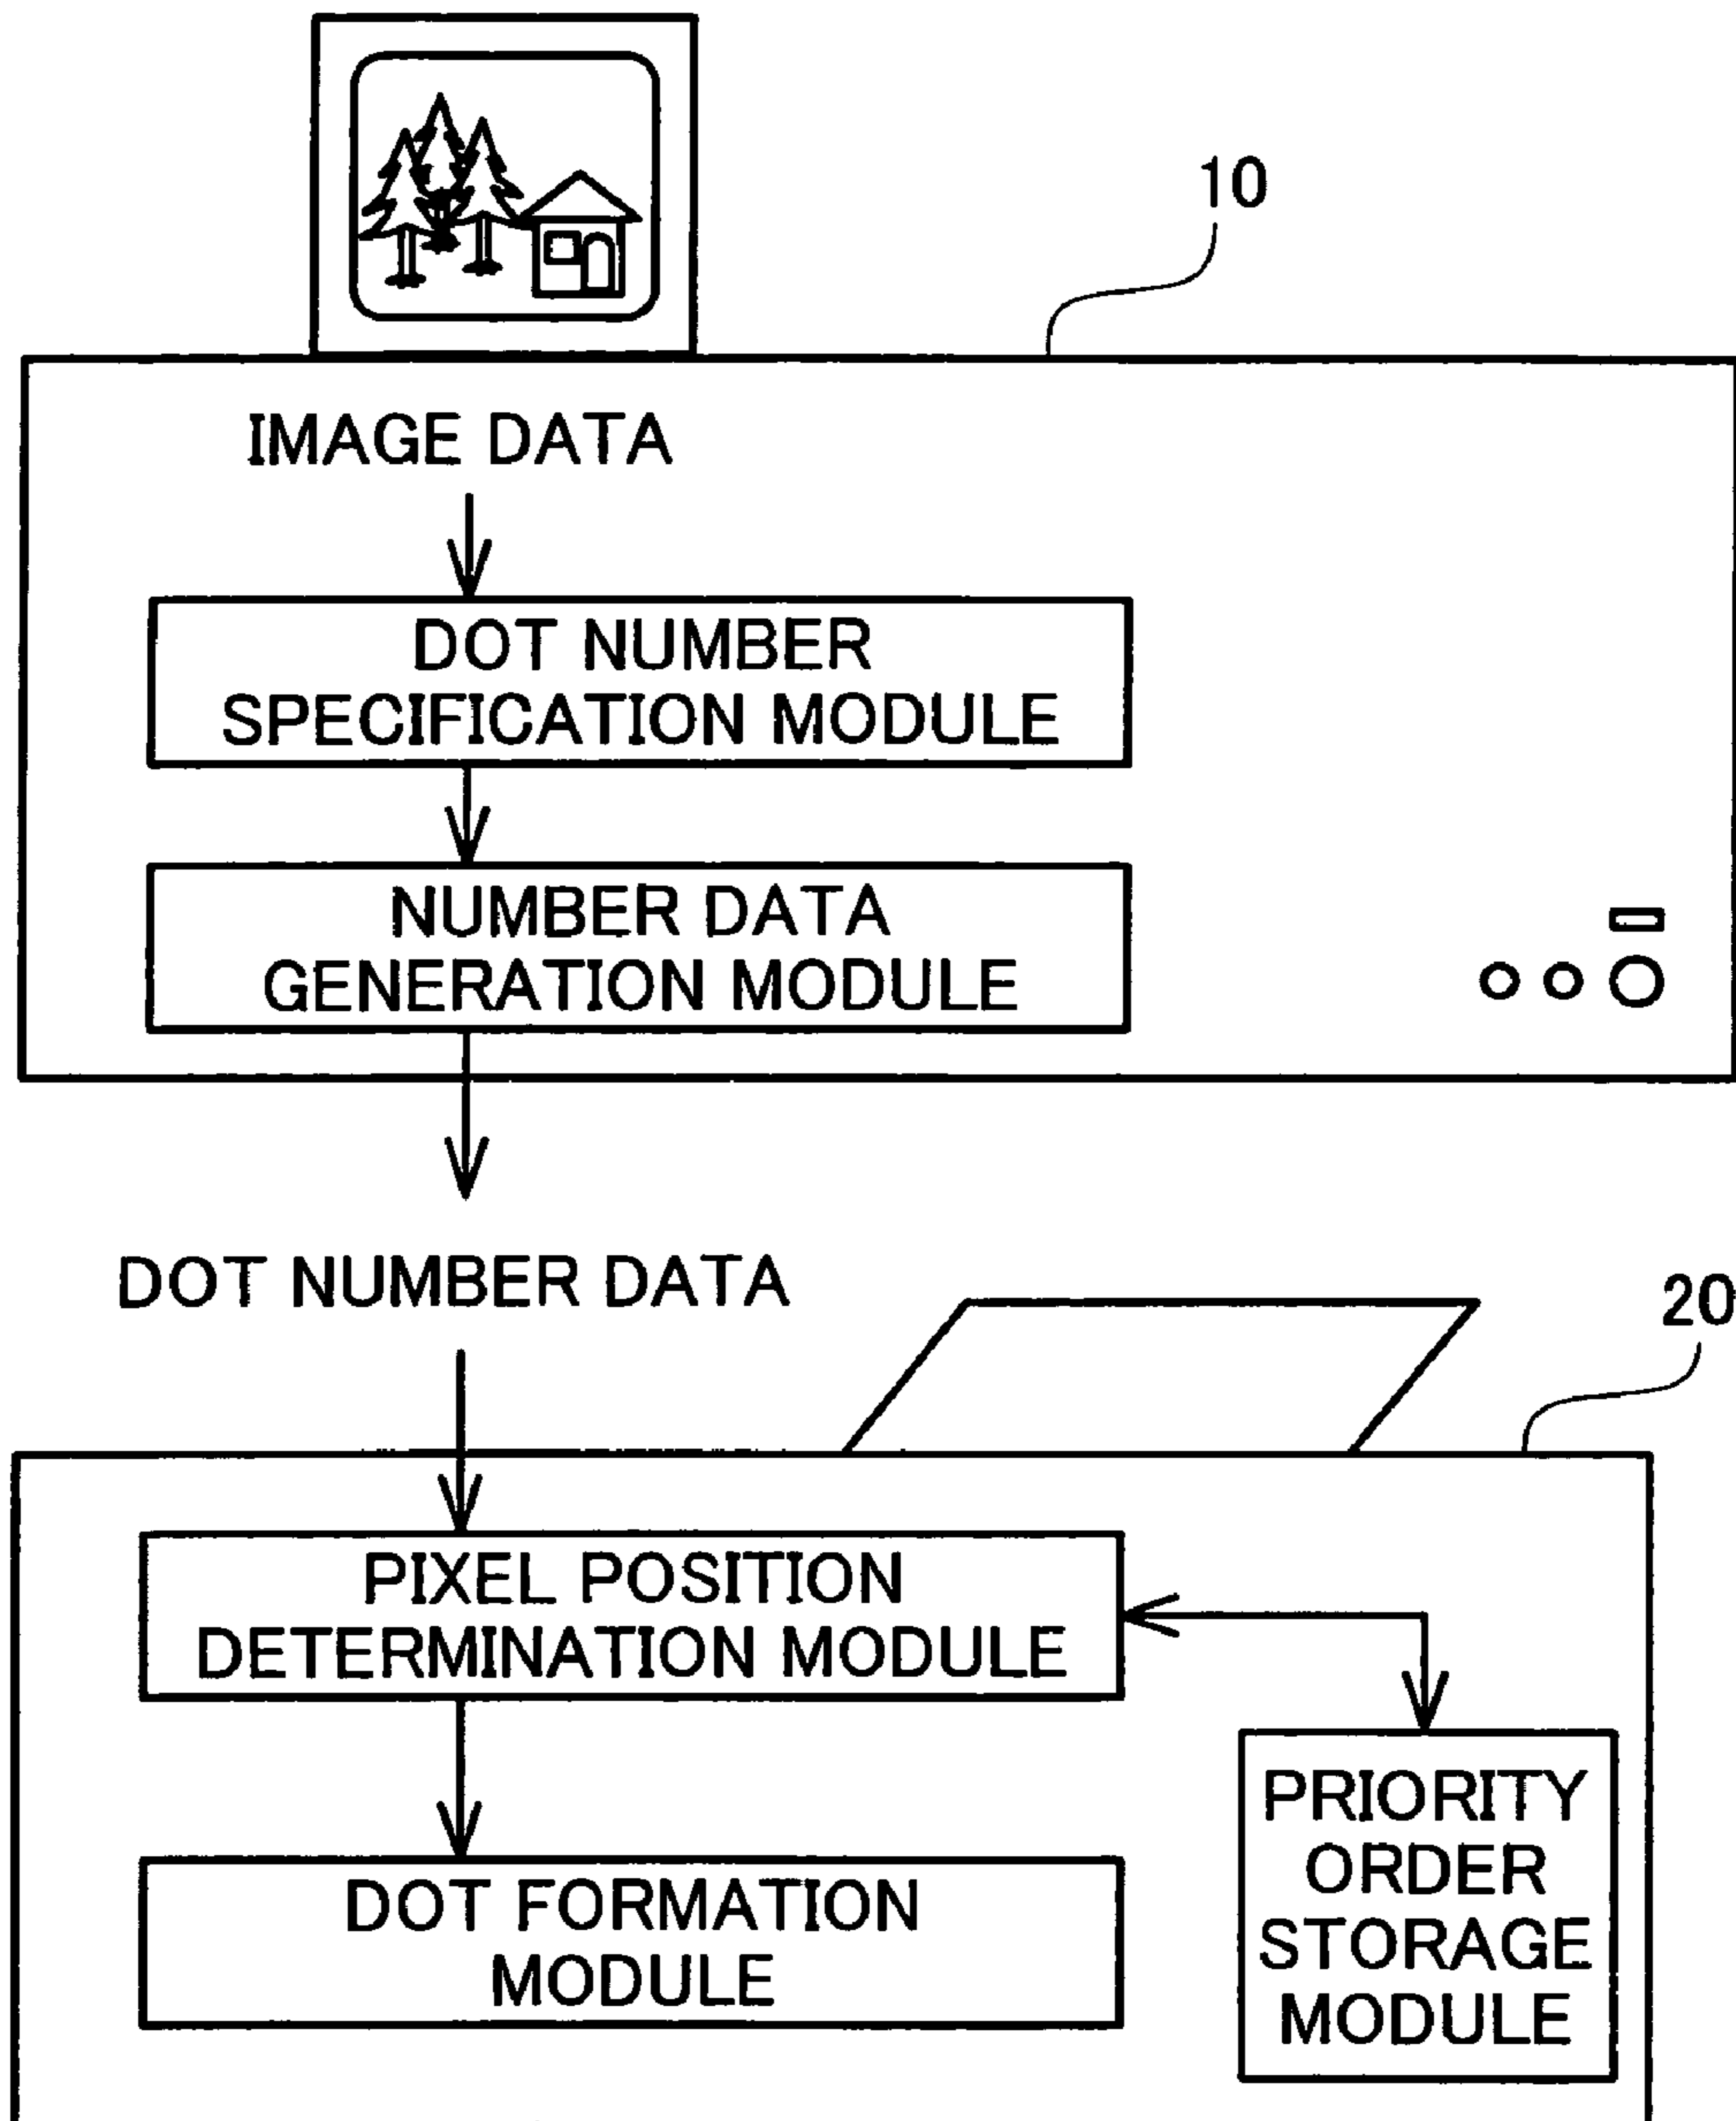 10
IMAGE DATA
DOT NUMBER
SPECIFICATION MODULE
NUMBER DATA
GENERATION MODULE
DOT NUMBER DATA
20
PIXEL POSITION
DETERMINATION MODULE
PRIORITY
ORDER
STORAGE
MODULE
DOT FORMATION
MODULE